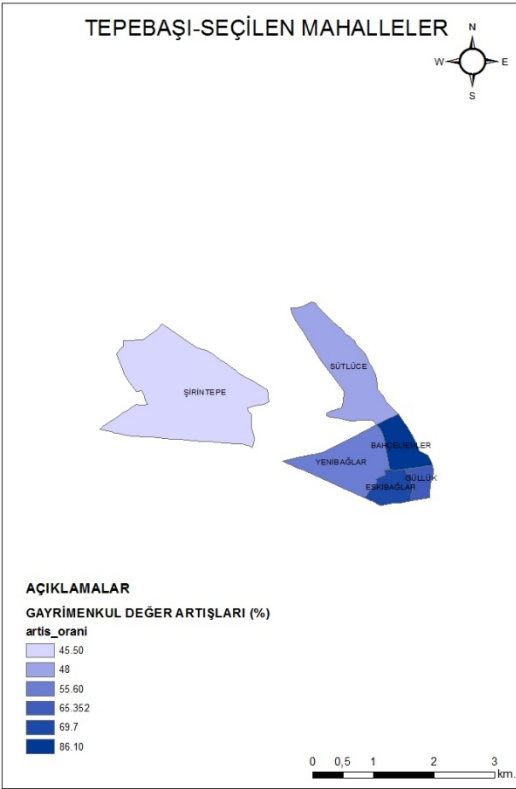 TEPEBAŞI-SEÇİLEN MAHALLELER
N
W E
S
SÜTLÜCE
ŞİRİNTEPE
BAHÇELİEVLER
YENİBAĞLAR
GÜLLÜK
ESKİBAĞLAR
AÇIKLAMALAR
GAYRİMENKUL DEĞER ARTIŞLARI (%)
artis_orani
45.50
48
55.60
65.352
69.7
86.10
0 0,5 1 2 3
km.